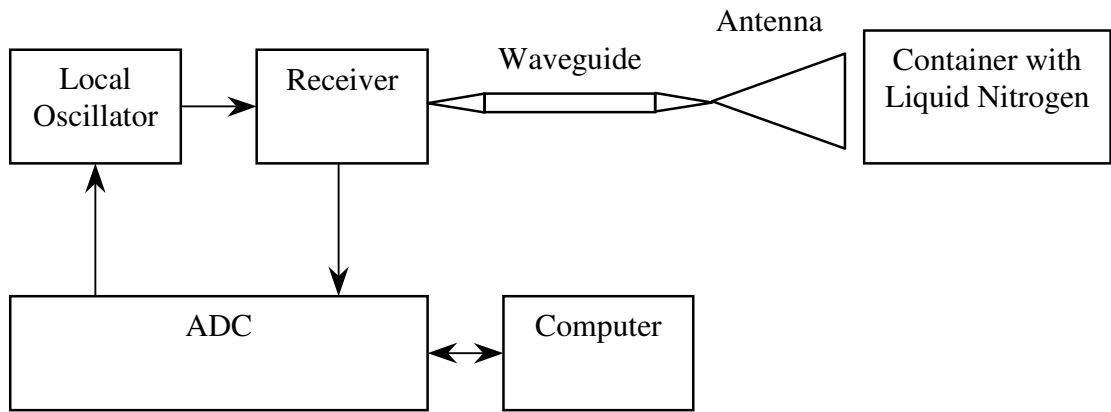 Antenna
Waveguide
Local
Oscillator
Receiver
Container with
Liquid Nitrogen
ADC
Computer